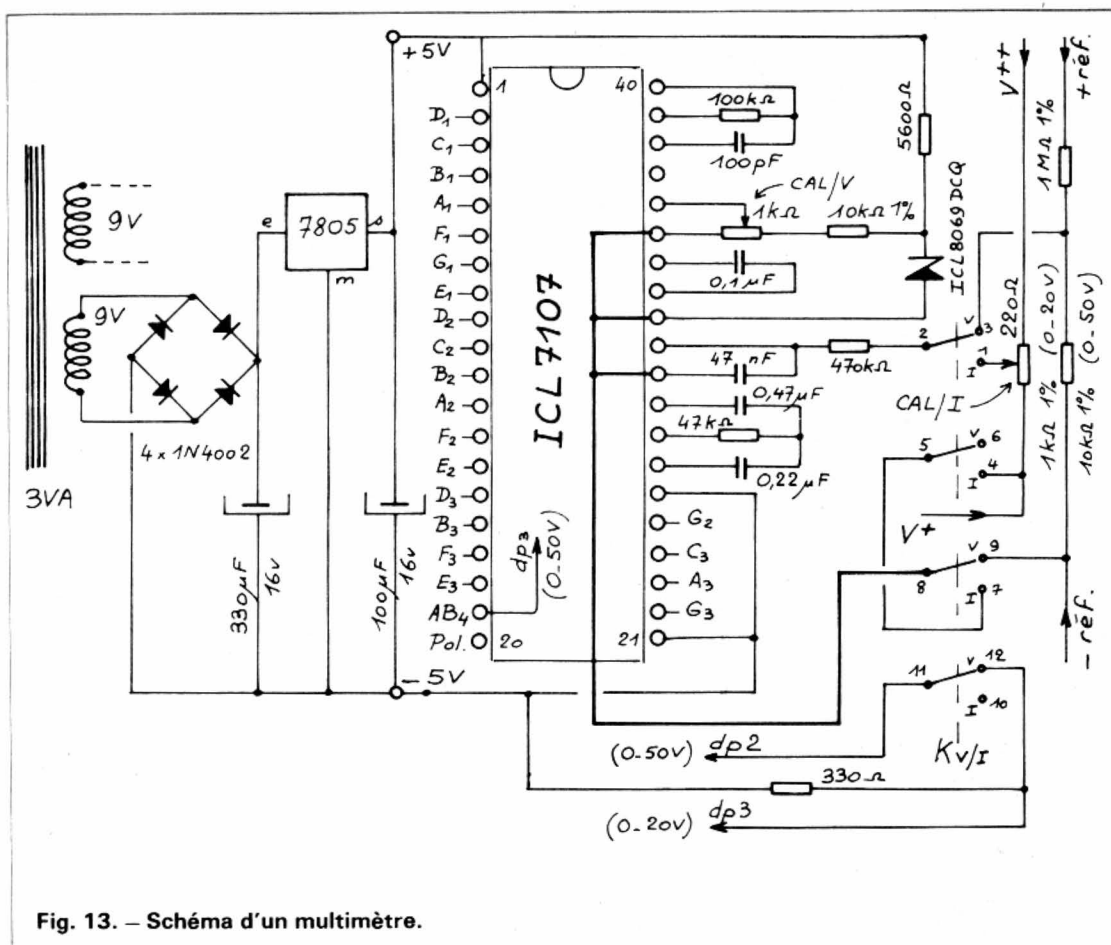 +5V
1
40
D1
C1
B1
A1
F1
G1
E1
D2
C2
B2
A2
F2
E2
D3
B3
F3
E3
AB4
Pol.
20
21
ICL7107
dp3
(0-50V)
9V
9V
3VA
4 x 1N4002
e
7805
s
m
330µF
16v
100µF
16v
- 5V
100kΩ
100pF
CAL/V
1kΩ
10kΩ 1%
0,1µF
47 nF
470kΩ
0,47µF
47kΩ
0,22µF
G2
C3
A3
G3
5600Ω
ICL8069DCQ
V++
+réf.
1MΩ 1%
220Ω
CAL/I
1kΩ 1% (0-20V)
10kΩ 1% (0-50V)
2
V
3
1
I
5
V
6
4
I
V+
8
V
9
I
7
- réf.
11
V
12
I
10
KV/I
(0-50V) dp2
330Ω
(0-20V) dp3
Fig. 13. – Schéma d'un multimètre.